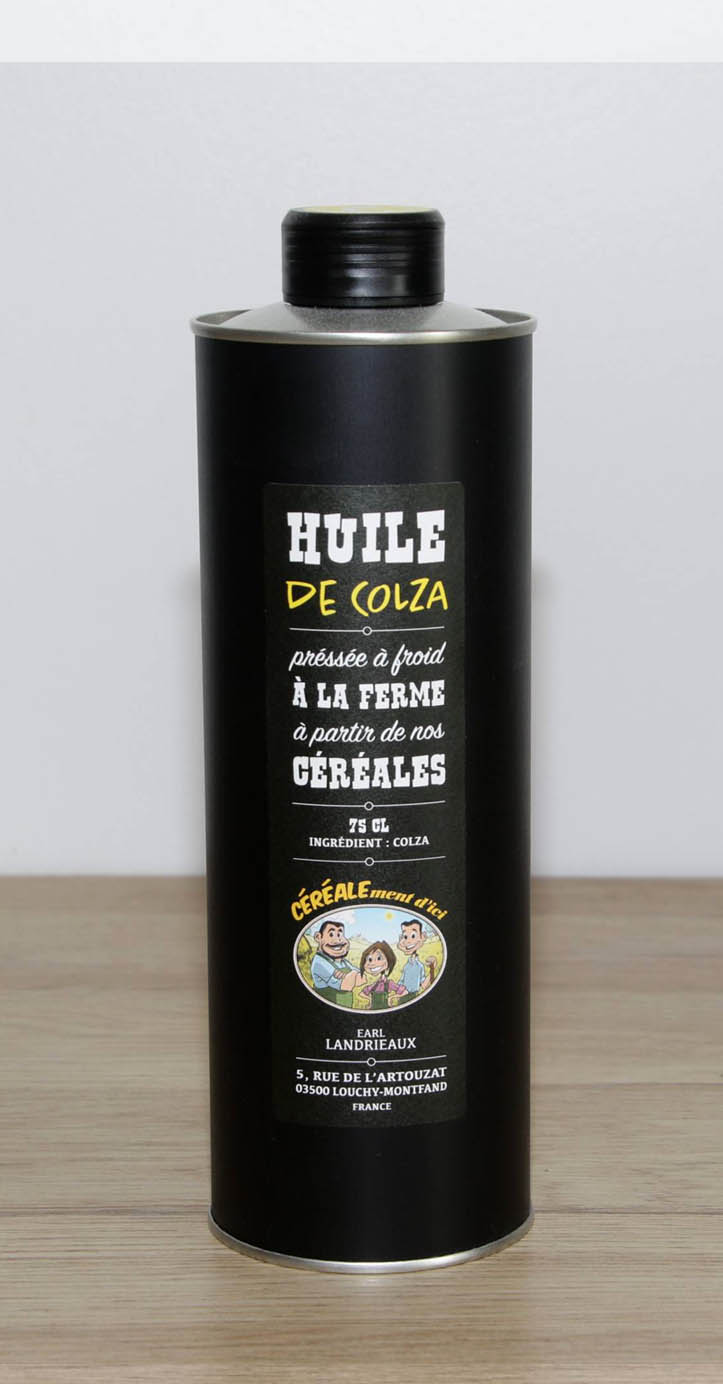 HUILE
DE COLZA
préssée à froid
À LA FERME
à partir de nos
CÉRÉALES
75 CL
INGRÉDIENT : COLZA
CÉRÉALEment d'ici
EARL
LANDRIEAUX
5, RUE DE L'ARTOUZAT
03500 LOUCHY-MONTFAND
FRANCE